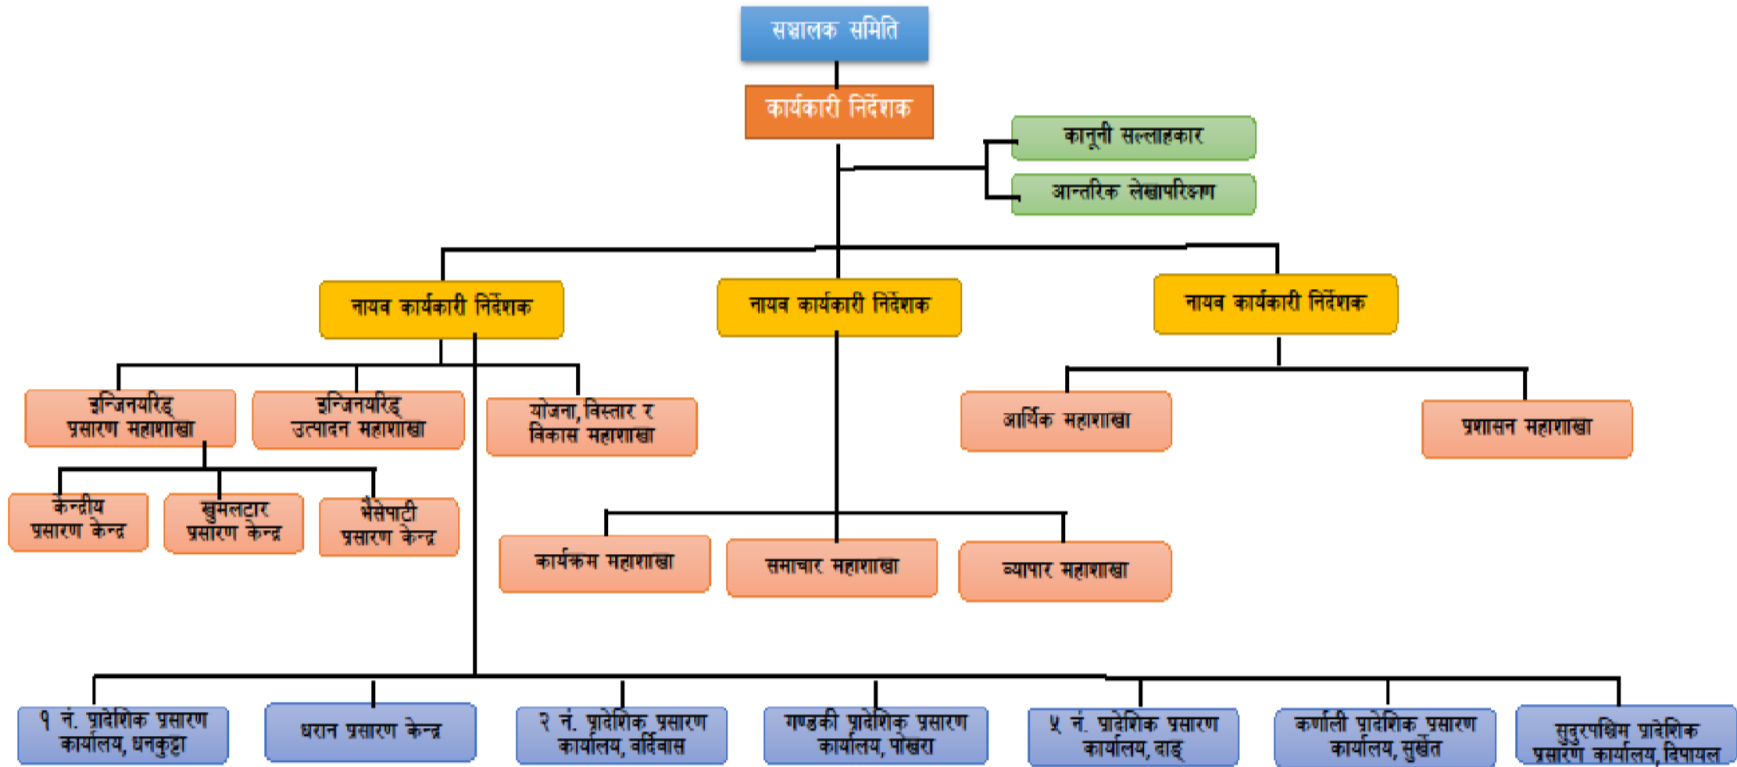 सञ्चालक समिति
कार्यकारी निर्देशक
कानूनी सल्लाहकार
आन्तरिक लेखापरिक्षण
नायव कार्यकारी निर्देशक
नायव कार्यकारी निर्देशक
नायव कार्यकारी निर्देशक
इन्जिनयरिङ्
प्रसारण महाशाखा
इन्जिनयरिङ्
उत्पादन महाशाखा
योजना, विस्तार र
विकास महाशाखा
आर्थिक महाशाखा
प्रशासन महाशाखा
केन्द्रीय
प्रसारण केन्द्र
खुमलटार
प्रसारण केन्द्र
भैंसेपाटी
प्रसारण केन्द्र
कार्यक्रम महाशाखा
समाचार महाशाखा
व्यापार महाशाखा
१ नं. प्रादेशिक प्रसारण
कार्यालय, धनकुट्टा
धरान प्रसारण केन्द्र
२ नं. प्रादेशिक प्रसारण
कार्यालय, वर्दिवास
गण्डकी प्रादेशिक प्रसारण
कार्यालय, पोखरा
५ नं. प्रादेशिक प्रसारण
कार्यालय, दाङ्
कर्णाली प्रादेशिक प्रसारण
कार्यालय, सुर्खेत
सुदुरपश्चिम प्रादेशिक
प्रसारण कार्यालय, दिपायल